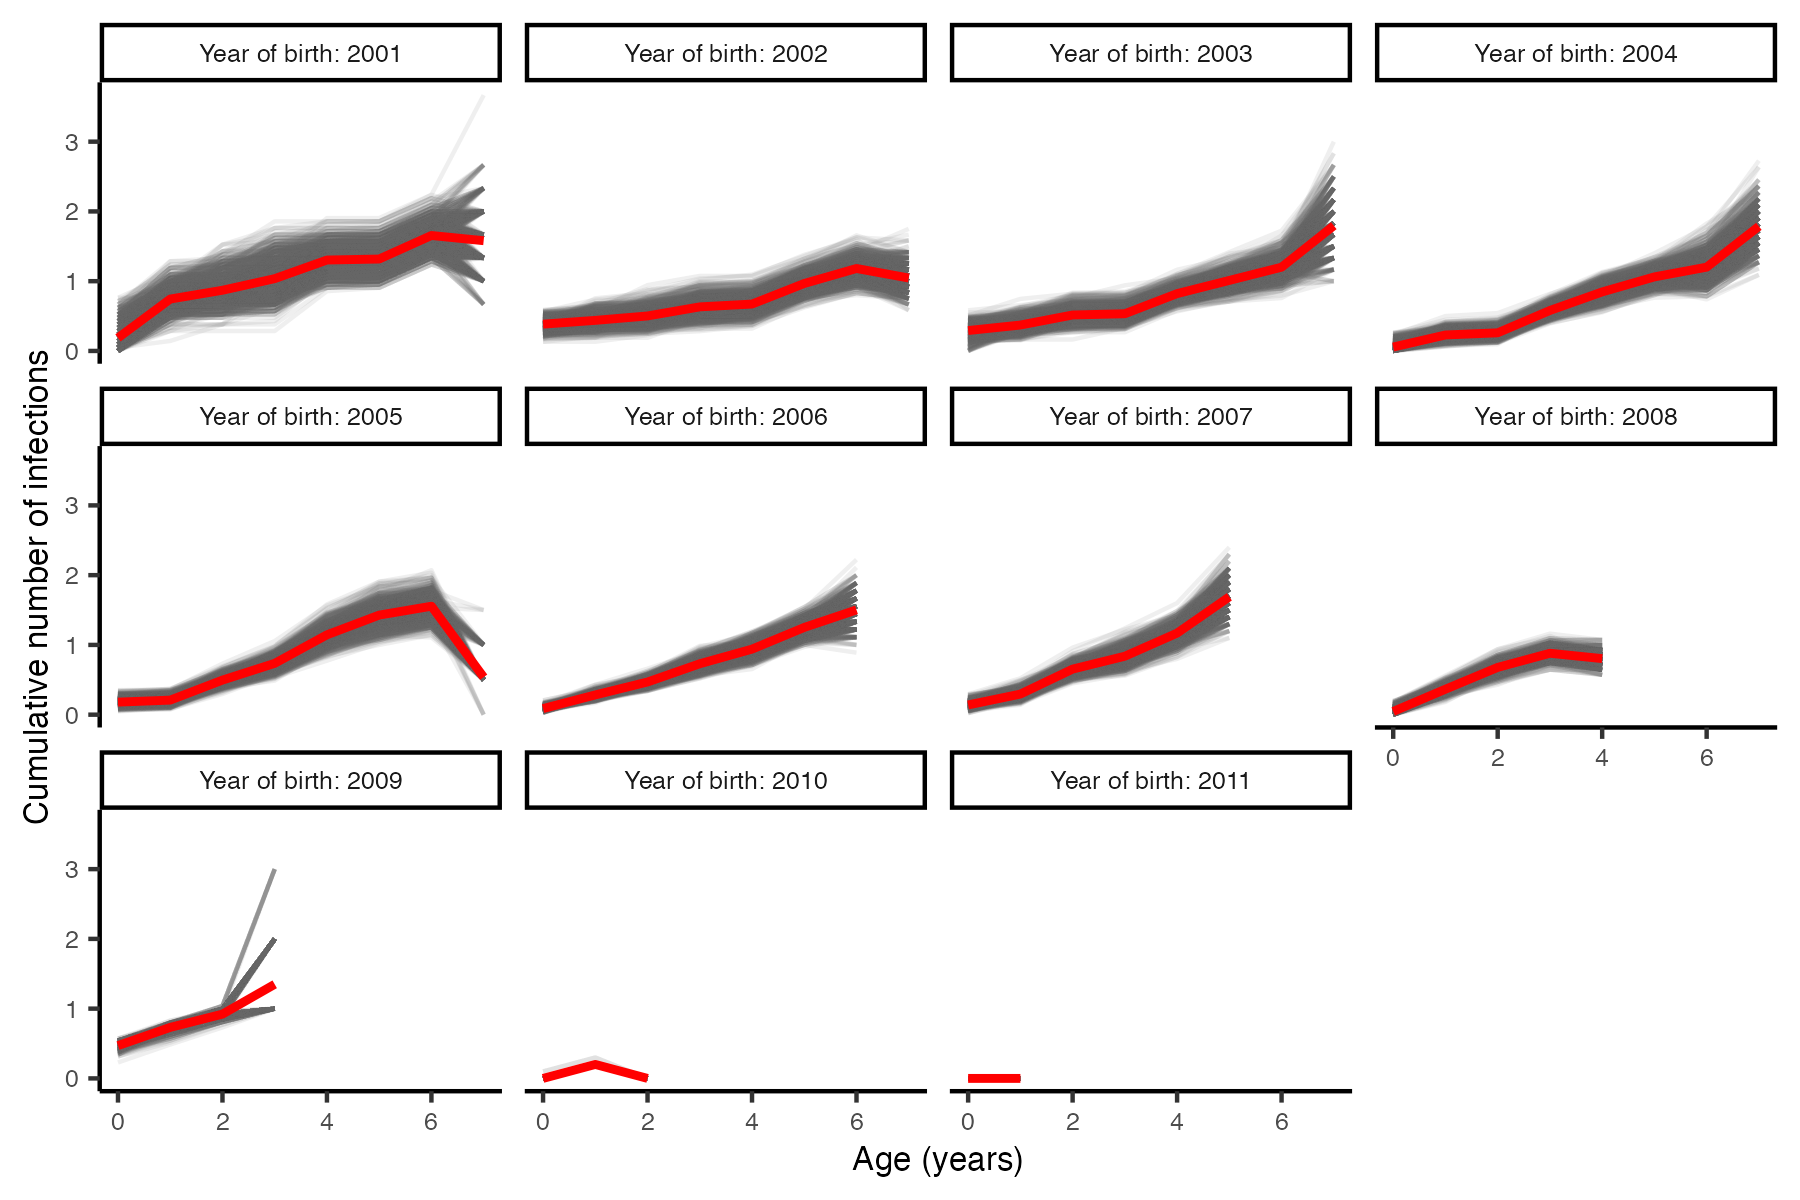 Year of birth: 2001
Year of birth: 2002
Year of birth: 2003
Year of birth: 2004
3
2
1
0
Year of birth: 2005
Year of birth: 2006
Year of birth: 2007
Year of birth: 2008
3
2
1
0
0 2 4 6
Year of birth: 2009
Year of birth: 2010
Year of birth: 2011
3
2
1
0
0 2 4 6
0 2 4 6
0 2 4 6
Age (years)
Cumulative number of infections